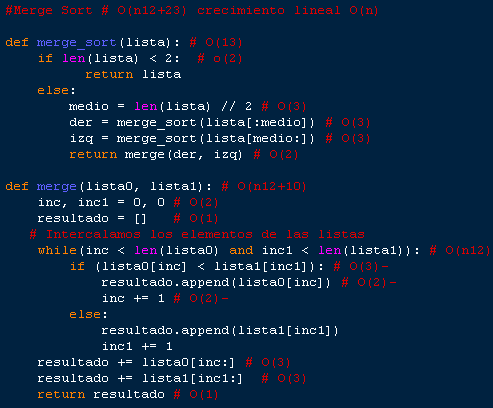 #Merge Sort # O(n12+23) crecimiento lineal O(n)
def merge_sort(lista): # O(13)
if len(lista) < 2: # o(2)
return lista
else:
medio = len(lista) // 2 # O(3)
der = merge_sort(lista[:medio]) # O(3)
izq = merge_sort(lista[medio:]) # O(3)
return merge(der, izq) # O(2)
def merge(lista0, lista1): # O(n12+10)
inc, inc1 = 0, 0 # O(2)
resultado = [] # O(1)
# Intercalamos los elementos de las listas
while(inc < len(lista0) and inc1 < len(lista1)): # O(n12)
if (lista0[inc] < lista1[inc1]): # O(3)-
resultado.append(lista0[inc]) # O(2)-
inc += 1 # O(2)-
else:
resultado.append(lista1[inc1])
inc1 += 1
resultado += lista0[inc:] # O(3)
resultado += lista1[inc1:] # O(3)
return resultado # O(1)